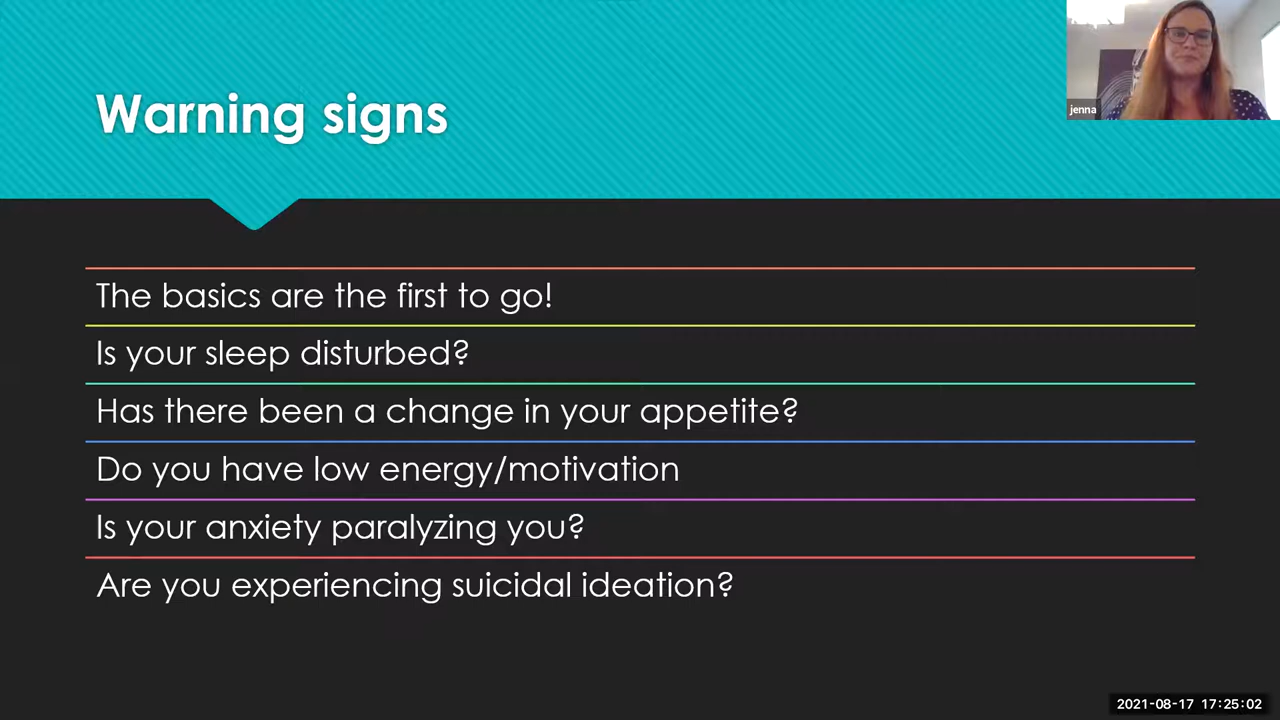 Warning signs
jenna
The basics are the first to go!
Is your sleep disturbed?
Has there been a change in your appetite?
Do you have low energy/motivation
Is your anxiety paralyzing you?
Are you experiencing suicidal ideation?
2021-08-17 17:25:02